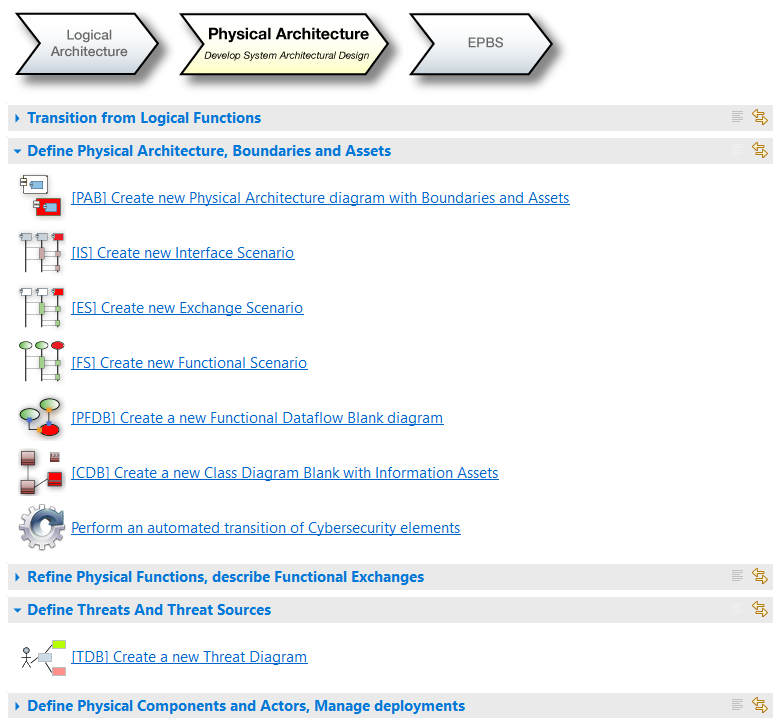 Logical
Architecture
Physical Architecture
Develop System Architectural Design
EPBS
Transition from Logical Functions
Define Physical Architecture, Boundaries and Assets
[PAB] Create new Physical Architecture diagram with Boundaries and Assets
[IS] Create new Interface Scenario
[ES] Create new Exchange Scenario
[FS] Create new Functional Scenario
[PFDB] Create a new Functional Dataflow Blank diagram
[CDB] Create a new Class Diagram Blank with Information Assets
Perform an automated transition of Cybersecurity elements
Refine Physical Functions, describe Functional Exchanges
Define Threats And Threat Sources
[TDB] Create a new Threat Diagram
Define Physical Components and Actors, Manage deployments